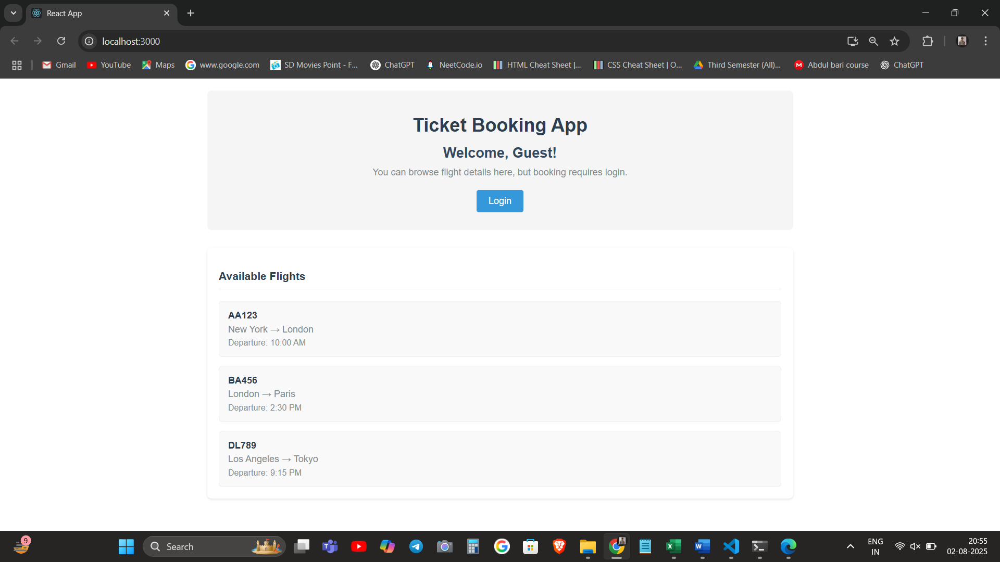 React App
localhost:3000
Gmail
YouTube
Maps
www.google.com
SD Movies Point - F...
ChatGPT
NeetCode.io
HTML Cheat Sheet |...
CSS Cheat Sheet | O...
Third Semester (All)...
Abdul bari course
ChatGPT
Ticket Booking App
Welcome, Guest!
You can browse flight details here, but booking requires login.
Login
Available Flights
AA123
New York → London
Departure: 10:00 AM
BA456
London → Paris
Departure: 2:30 PM
DL789
Los Angeles → Tokyo
Departure: 9:15 PM
9
Search
ENG
IN
20:55
02-08-2025